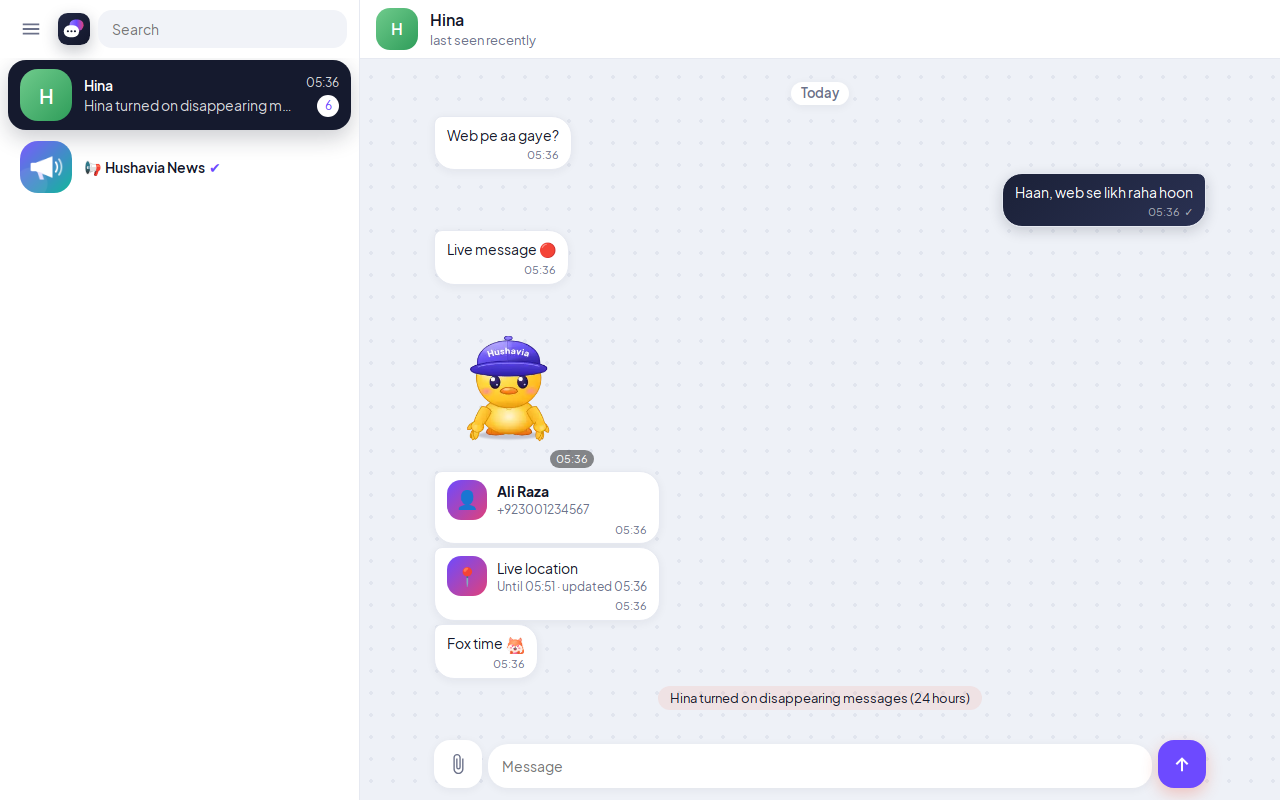 Search
Hina
05:36
Hina turned on disappearing m...
6
Hushavia News ✔
H
H
Hina
last seen recently
Today
Web pe aa gaye?
05:36
Haan, web se likh raha hoon
05:36 ✓
Live message 🔴
05:36
Hushavia
05:36
Ali Raza
+923001234567
05:36
Live location
Until 05:51 · updated 05:36
05:36
Fox time 🦊
05:36
Hina turned on disappearing messages (24 hours)
Message